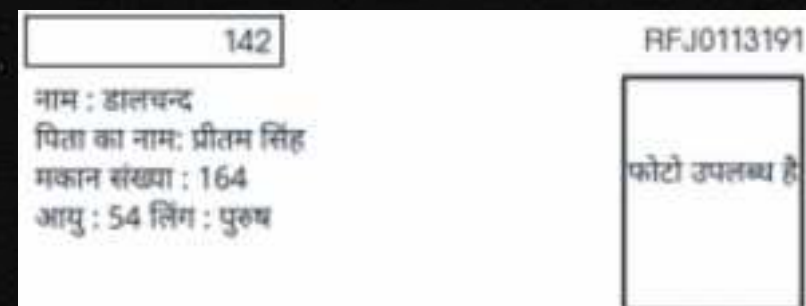 142
RFJ0113191
नाम : डालचन्द
पिता का नाम: प्रीतम सिंह
मकान संख्या : 164
आयु : 54 लिंग : पुरुष
फोटो उपलब्ध है